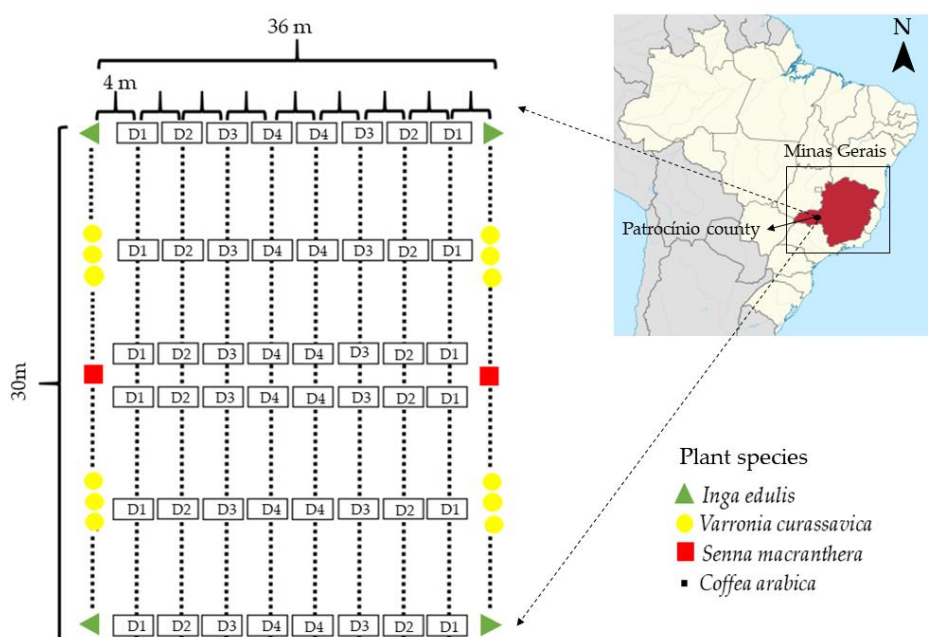 36 m
4 m
D1 D2 D3 D4 D4 D3 D2 D1
D1 D2 D3 D4 D4 D3 D2 D1
D1 D2 D3 D4 D4 D3 D2 D1
D1 D2 D3 D4 D4 D3 D2 D1
D1 D2 D3 D4 D4 D3 D2 D1
D1 D2 D3 D4 D4 D3 D2 D1
30m
N
Minas Gerais
Patrocínio county
Plant species
Inga edulis
Varronia curassavica
Senna macranthera
Coffea arabica